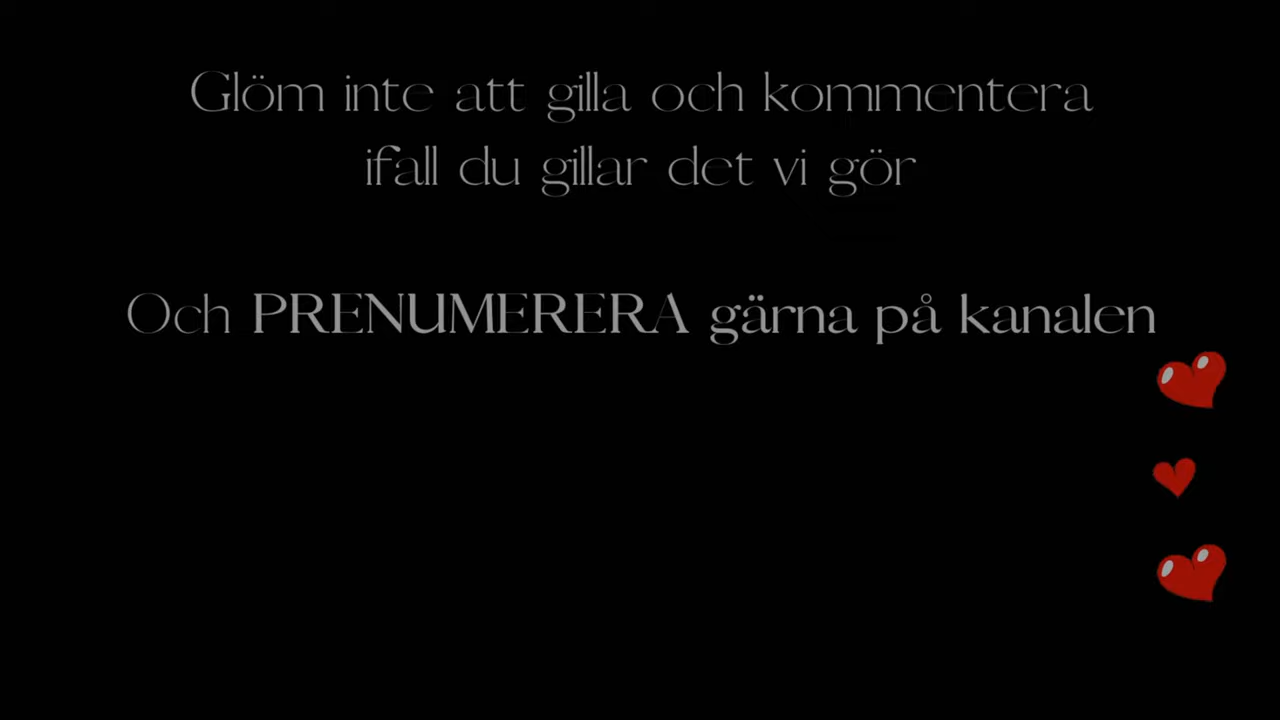 Glöm inte att gilla och kommentera
ifall du gillar det vi gör
Och PRENUMERERA gärna på kanalen